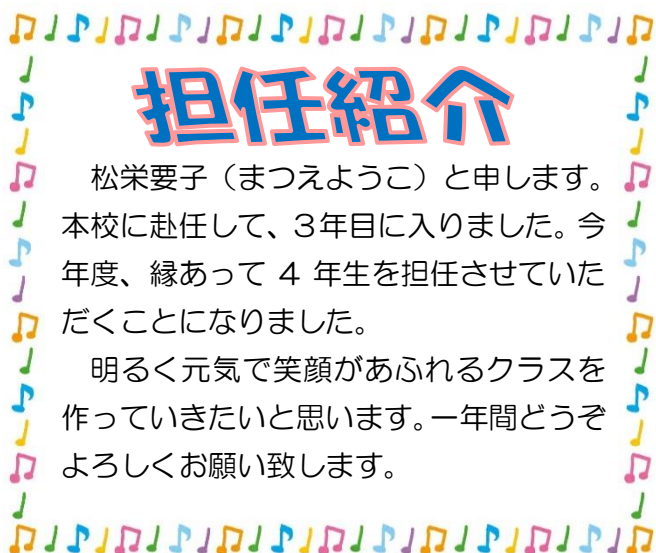 担任紹介
　松栄要子（まつえようこ）と申します。
本校に赴任して、３年目に入りました。今
年度、縁あって ４ 年生を担任させていた
だくことになりました。
　明るく元気で笑顔があふれるクラスを
作っていきたいと思います。一年間どうぞ
よろしくお願い致します。